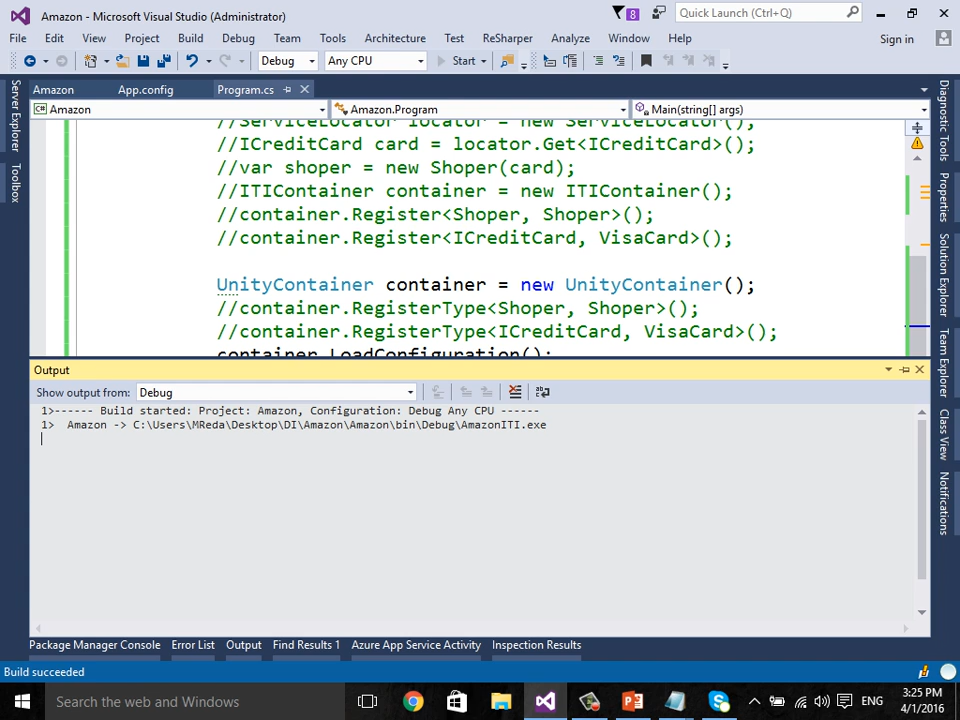 Amazon - Microsoft Visual Studio (Administrator)
8
Quick Launch (Ctrl+Q)
File Edit View Project Build Debug Team Tools Architecture Test ReSharper Analyze Window Help Sign in
Debug Any CPU Start
Amazon App.config Program.cs
C# Amazon Amazon.Program Main(string[] args)
//ServiceLocator locator = new ServiceLocator();
//ICreditCard card = locator.Get<ICreditCard>();
//var shoper = new Shoper(card);
//ITIContainer container = new ITIContainer();
//container.Register<Shoper, Shoper>();
//container.Register<ICreditCard, VisaCard>();
UnityContainer container = new UnityContainer();
//container.RegisterType<Shoper, Shoper>();
//container.RegisterType<ICreditCard, VisaCard>();
container.LoadConfiguration();
Output
Show output from: Debug
1>------ Build started: Project: Amazon, Configuration: Debug Any CPU ------
1>  Amazon -> C:\Users\MReda\Desktop\DI\Amazon\Amazon\bin\Debug\AmazonITI.exe
Package Manager Console Error List Output Find Results 1 Azure App Service Activity Inspection Results
Build succeeded
Server Explorer
Toolbox
Diagnostic Tools
Properties
Solution Explorer
Team Explorer
Class View
Notifications
Search the web and Windows
ENG
3:25 PM
4/1/2016